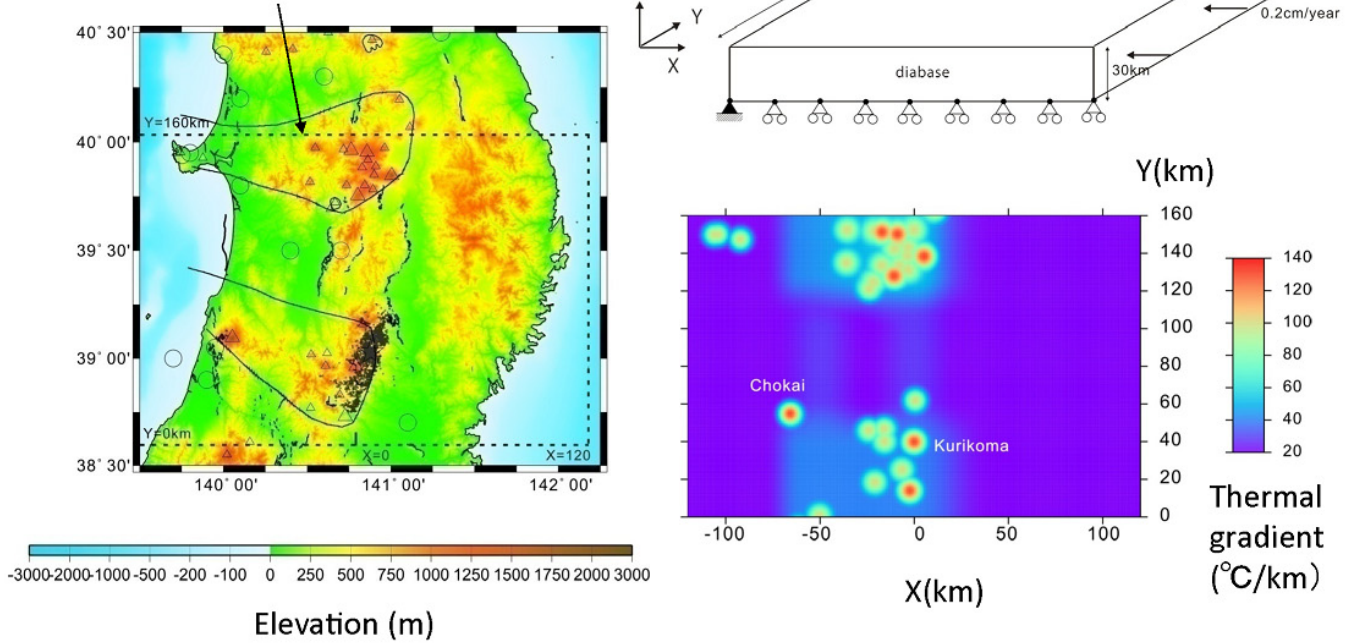 40° 30'
40° 00'
39° 30'
39° 00'
38° 30'
140° 00'
141° 00'
142° 00'
Y=160km
Y=0km
X=0
X=120
-3000
-2000
-1000
-500
-200
-100
0
250
500
750
1000
1250
1500
1750
2000
3000
Elevation (m)
Y
X
diabase
30km
0.2cm/year
Y(km)
160
140
120
100
80
60
40
20
0
Chokai
Kurikoma
-100
-50
0
50
100
X(km)
140
120
100
80
60
40
20
Thermal
gradient
(°C/km)